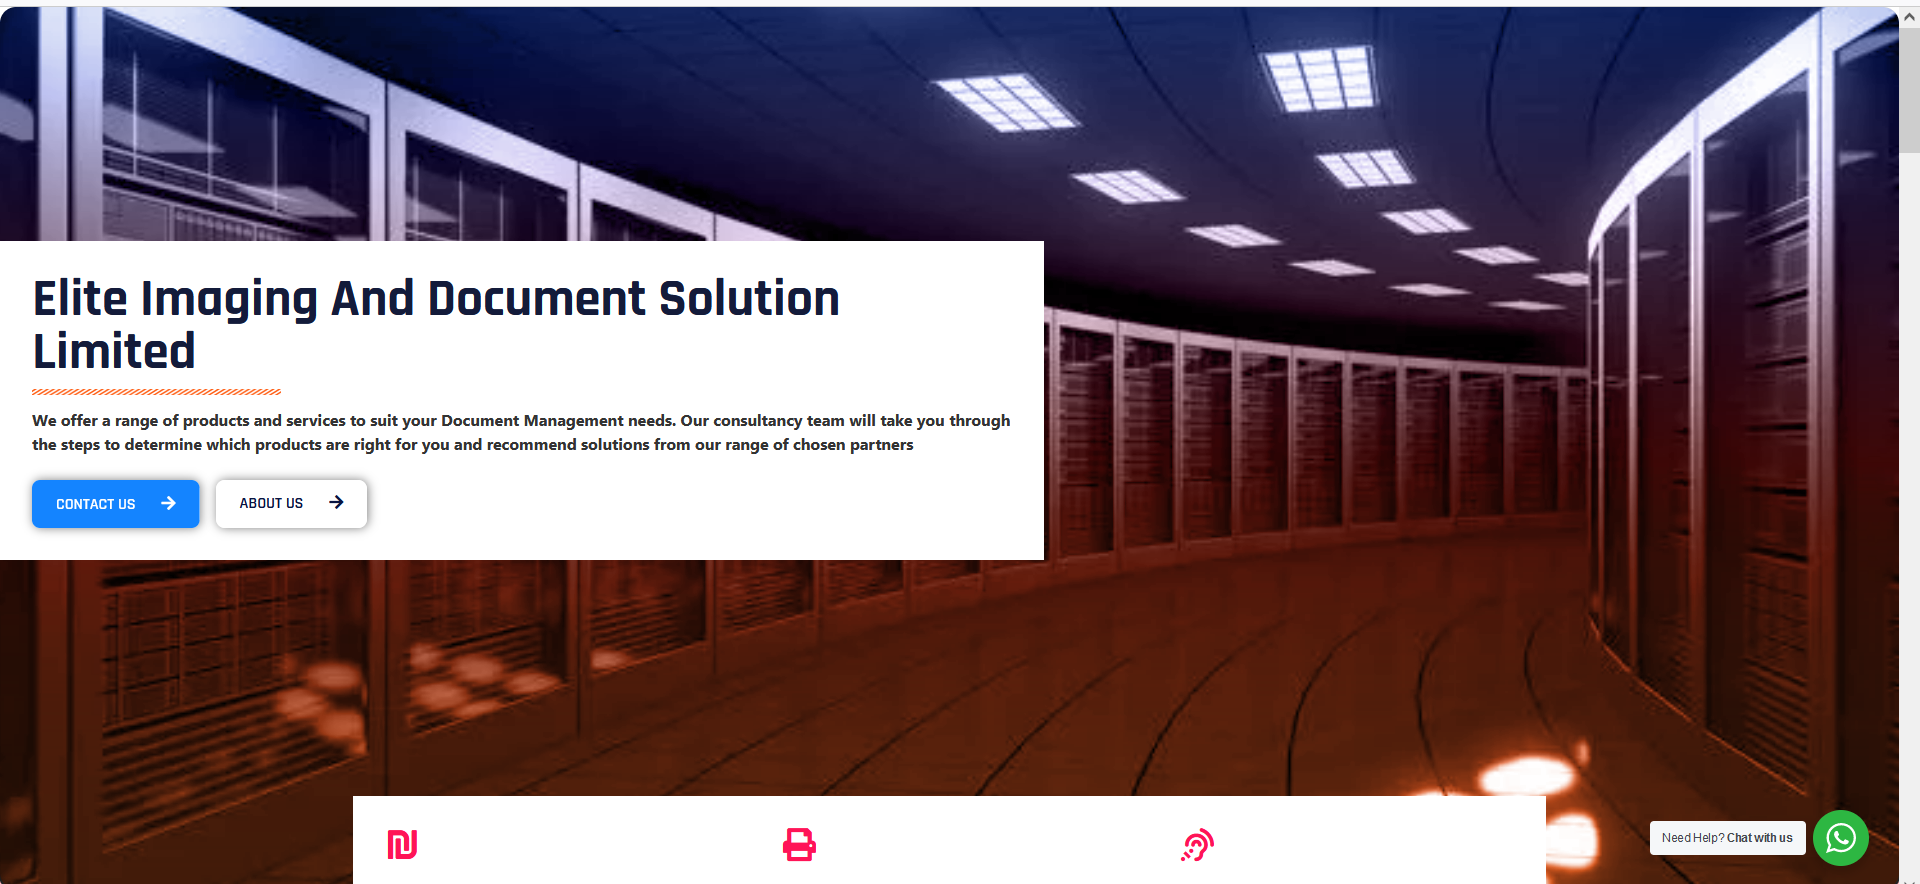 Elite Imaging And Document Solution
Limited
We offer a range of products and services to suit your Document Management needs. Our consultancy team will take you through
the steps to determine which products are right for you and recommend solutions from our range of chosen partners
CONTACT US
ABOUT US
Need Help? Chat with us